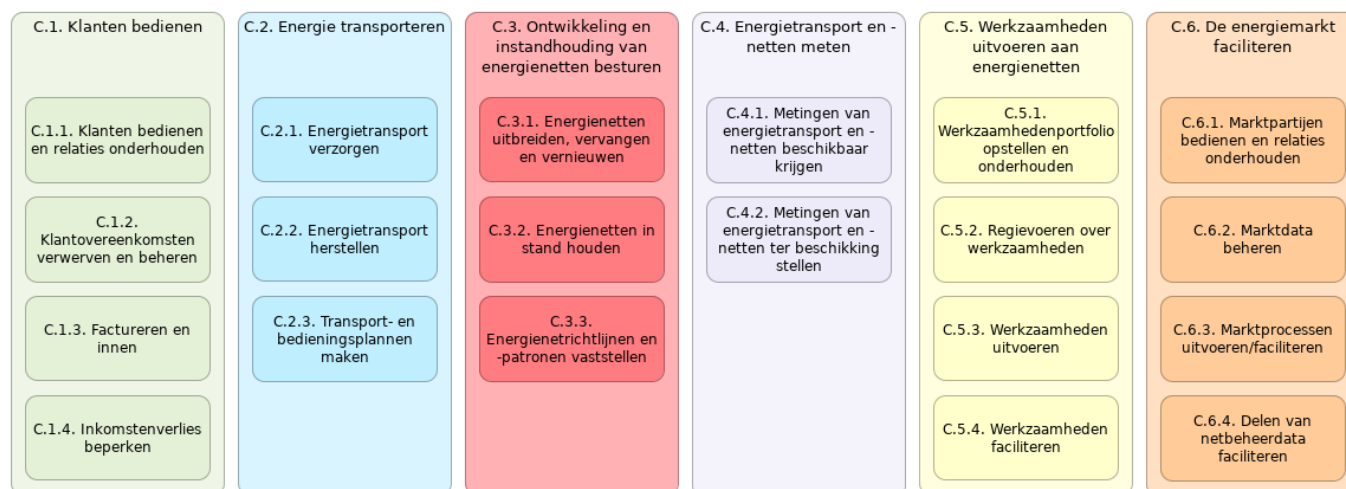 C.1. Klanten bedienen
C.1.1. Klanten bedienen
en relaties onderhouden
C.1.2.
Klantovereenkomsten
verwerven en beheren
C.1.3. Factureren en
innen
C.1.4. Inkomstenverlies
beperken
C.2. Energie transporteren
C.2.1. Energietransport
verzorgen
C.2.2. Energietransport
herstellen
C.2.3. Transport- en
bedieningsplannen
maken
C.3. Ontwikkeling en
instandhouding van
energienetten besturen
C.3.1. Energienetten
uitbreiden, vervangen
en vernieuwen
C.3.2. Energienetten in
stand houden
C.3.3.
Energienetrichtlijnen en
-patronen vaststellen
C.4. Energietransport en -
netten meten
C.4.1. Metingen van
energietransport en -
netten beschikbaar
krijgen
C.4.2. Metingen van
energietransport en -
netten ter beschikking
stellen
C.5. Werkzaamheden
uitvoeren aan
energienetten
C.5.1.
Werkzaamhedenportfolio
opstellen en
onderhouden
C.5.2. Regievoeren over
werkzaamheden
C.5.3. Werkzaamheden
uitvoeren
C.5.4. Werkzaamheden
faciliteren
C.6. De energiemarkt
faciliteren
C.6.1. Marktpartijen
bedienen en relaties
onderhouden
C.6.2. Marktdata
beheren
C.6.3. Marktprocessen
uitvoeren/faciliteren
C.6.4. Delen van
netbeheerdata
faciliteren